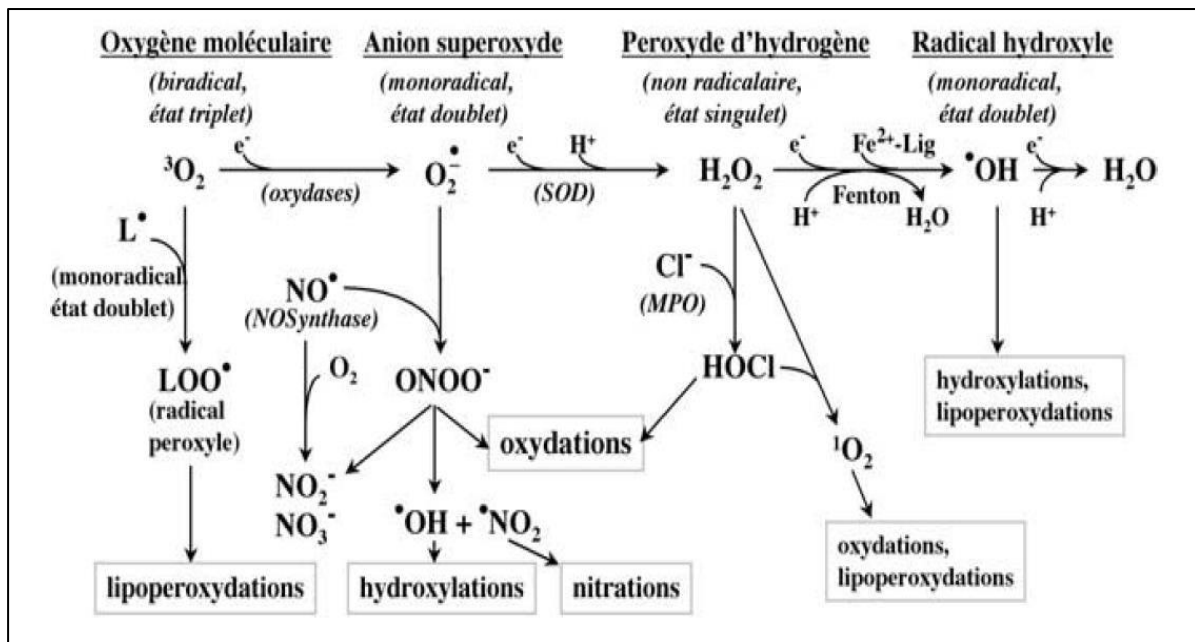 Oxygène moléculaire
(biradical,
état triplet)
Anion superoxyde
(monoradical,
état doublet)
Peroxyde d’hydrogène
(non radicalaire,
état singulet)
Radical hydroxyle
(monoradical,
état doublet)
³O₂
e⁻
(oxydases)
O₂•⁻
e⁻
H⁺
(SOD)
H₂O₂
e⁻
Fe²⁺-Lig
H⁺
Fenton
H₂O
•OH
e⁻
H⁺
H₂O
L•
(monoradical,
état doublet)
LOO•
(radical
peroxyle)
lipoperoxydations
NO•
(NOSynthase)
O₂
NO₂⁻
NO₃⁻
ONOO⁻
oxydations
•OH + •NO₂
hydroxylations
nitrations
Cl⁻
(MPO)
HOCl
¹O₂
oxydations,
lipoperoxydations
hydroxylations,
lipoperoxydations